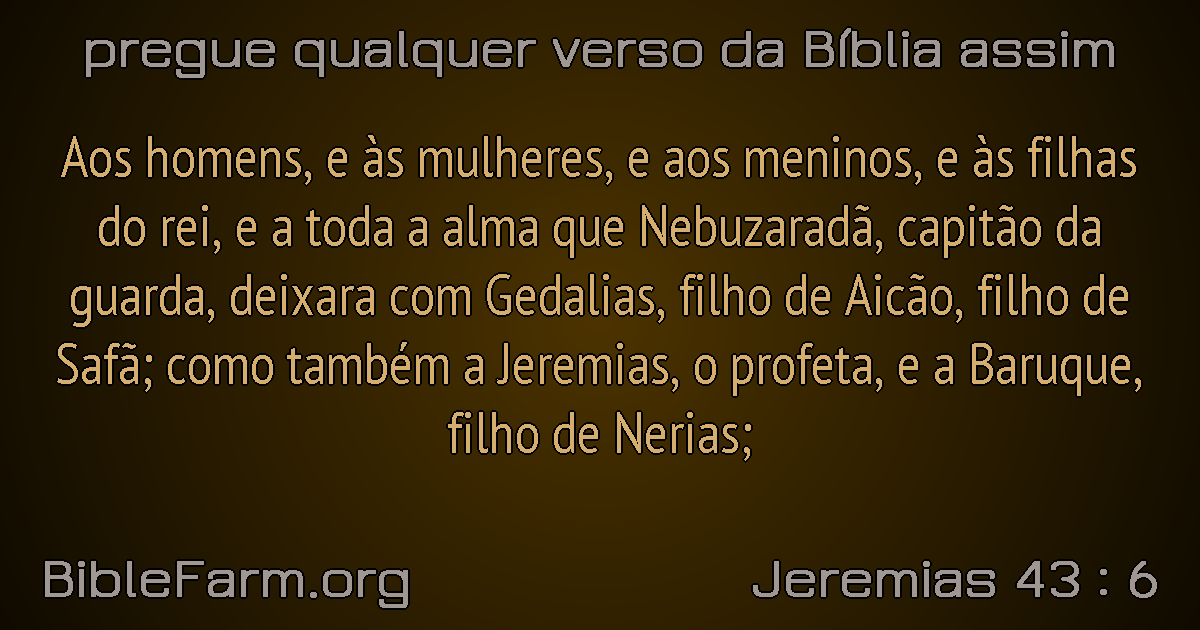 pregue qualquer verso da Bíblia assim
Aos homens, e às mulheres, e aos meninos, e às filhas
do rei, e a toda a alma que Nebuzaradã, capitão da
guarda, deixara com Gedalias, filho de Aicão, filho de
Safã; como também a Jeremias, o profeta, e a Baruque,
filho de Nerias;
BibleFarm.org
Jeremias 43 : 6